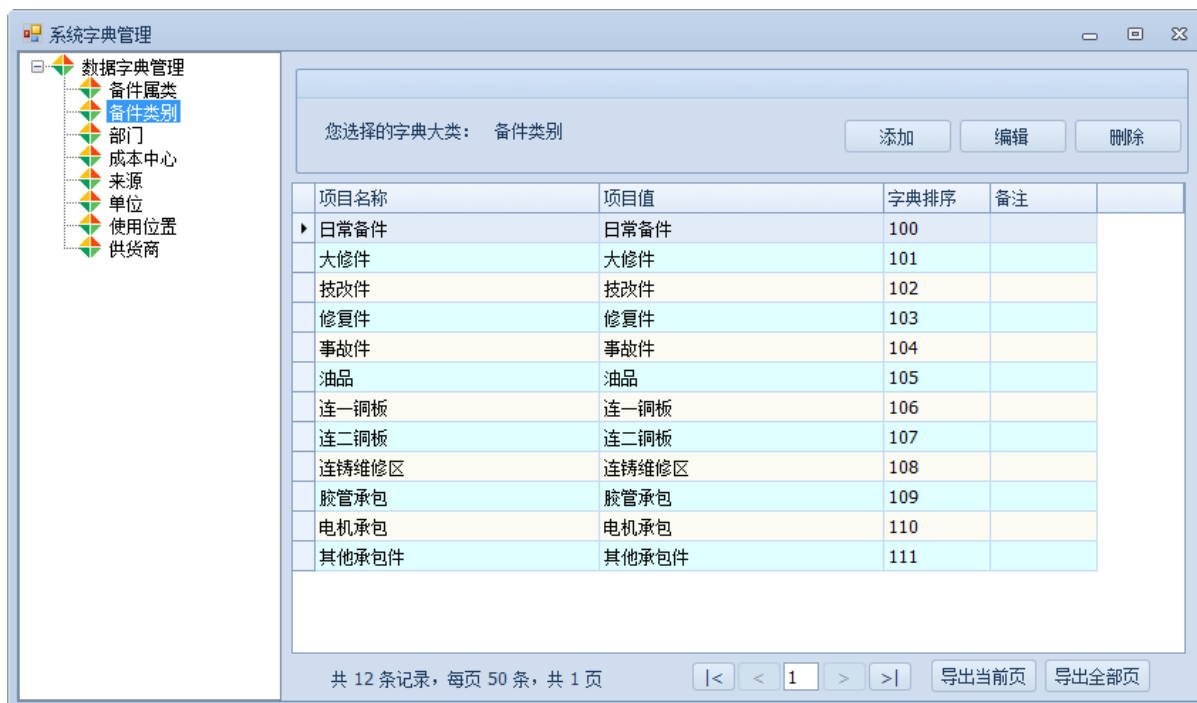 系统字典管理
数据字典管理
备件属类
备件类别
部门
成本中心
来源
单位
使用位置
供货商
您选择的字典大类： 备件类别
添加 编辑 删除
项目名称 项目值 字典排序 备注
日常备件 日常备件 100
大修件 大修件 101
技改件 技改件 102
修复件 修复件 103
事故件 事故件 104
油品 油品 105
连一铜板 连一铜板 106
连二铜板 连二铜板 107
连铸维修区 连铸维修区 108
胶管承包 胶管承包 109
电机承包 电机承包 110
其他承包件 其他承包件 111
共 12 条记录，每页 50 条，共 1 页 |< < 1 > >| 导出当前页 导出全部页